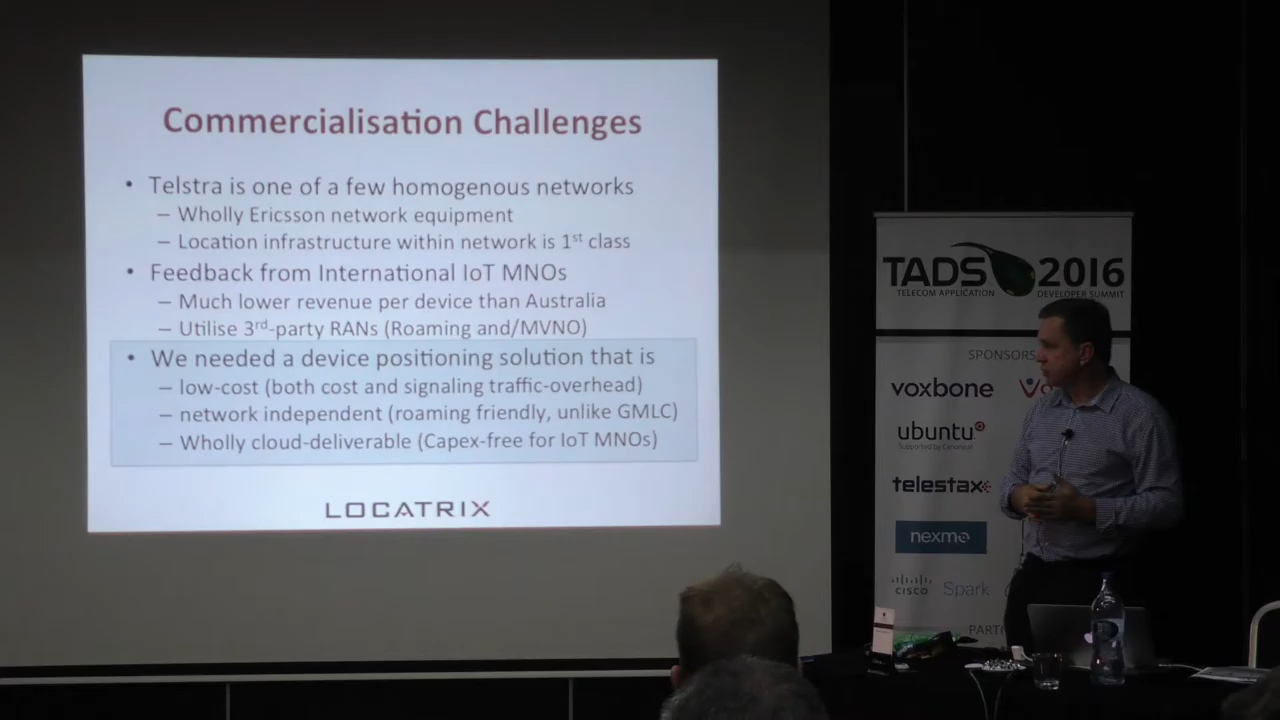 Commercialisation Challenges
• Telstra is one of a few homogenous networks
– Wholly Ericsson network equipment
– Location infrastructure within network is 1st class
• Feedback from International IoT MNOs
– Much lower revenue per device than Australia
– Utilise 3rd-party RANs (Roaming and/MVNO)
• We needed a device positioning solution that is
– low-cost (both cost and signaling traffic-overhead)
– network independent (roaming friendly, unlike GMLC)
– Wholly cloud-deliverable (Capex-free for IoT MNOs)
LOCATRIX
TADS 2016
TELECOM APPLICATION DEVELOPER SUMMIT
SPONSORS
voxbone
ubuntu
Supported by Canonical
telestax
nexmo
CISCO Spark